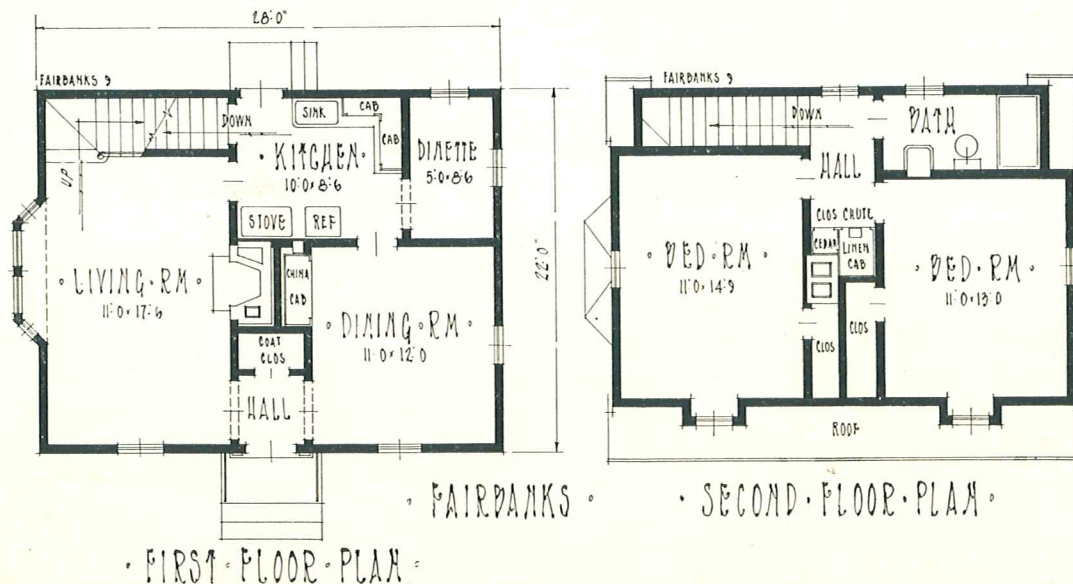 28'-0"
FAIRBANKS 9
SINK
CAB
CAB
DOWN
UP
· KITCHEN ·
10'-0 x 8'-6
DINETTE
5'-0 x 8'-6
STOVE
REF
22'-0"
· LIVING · RM ·
11'-0 x 17'-6
CHINA
CAB
· DINING · RM ·
11'-0 x 12'-0
COAT
CLOS
HALL
FAIRBANKS 9
DOWN
BATH
HALL
CLOS CHUTE
CEDAR
LINEN
CAB
· BED · RM ·
11'-0 x 14'-9
· BED · RM ·
11'-0 x 13'-0
CLOS
CLOS
ROOF
· FAIRBANKS ·
· SECOND · FLOOR · PLAN ·
· FIRST · FLOOR · PLAN ·